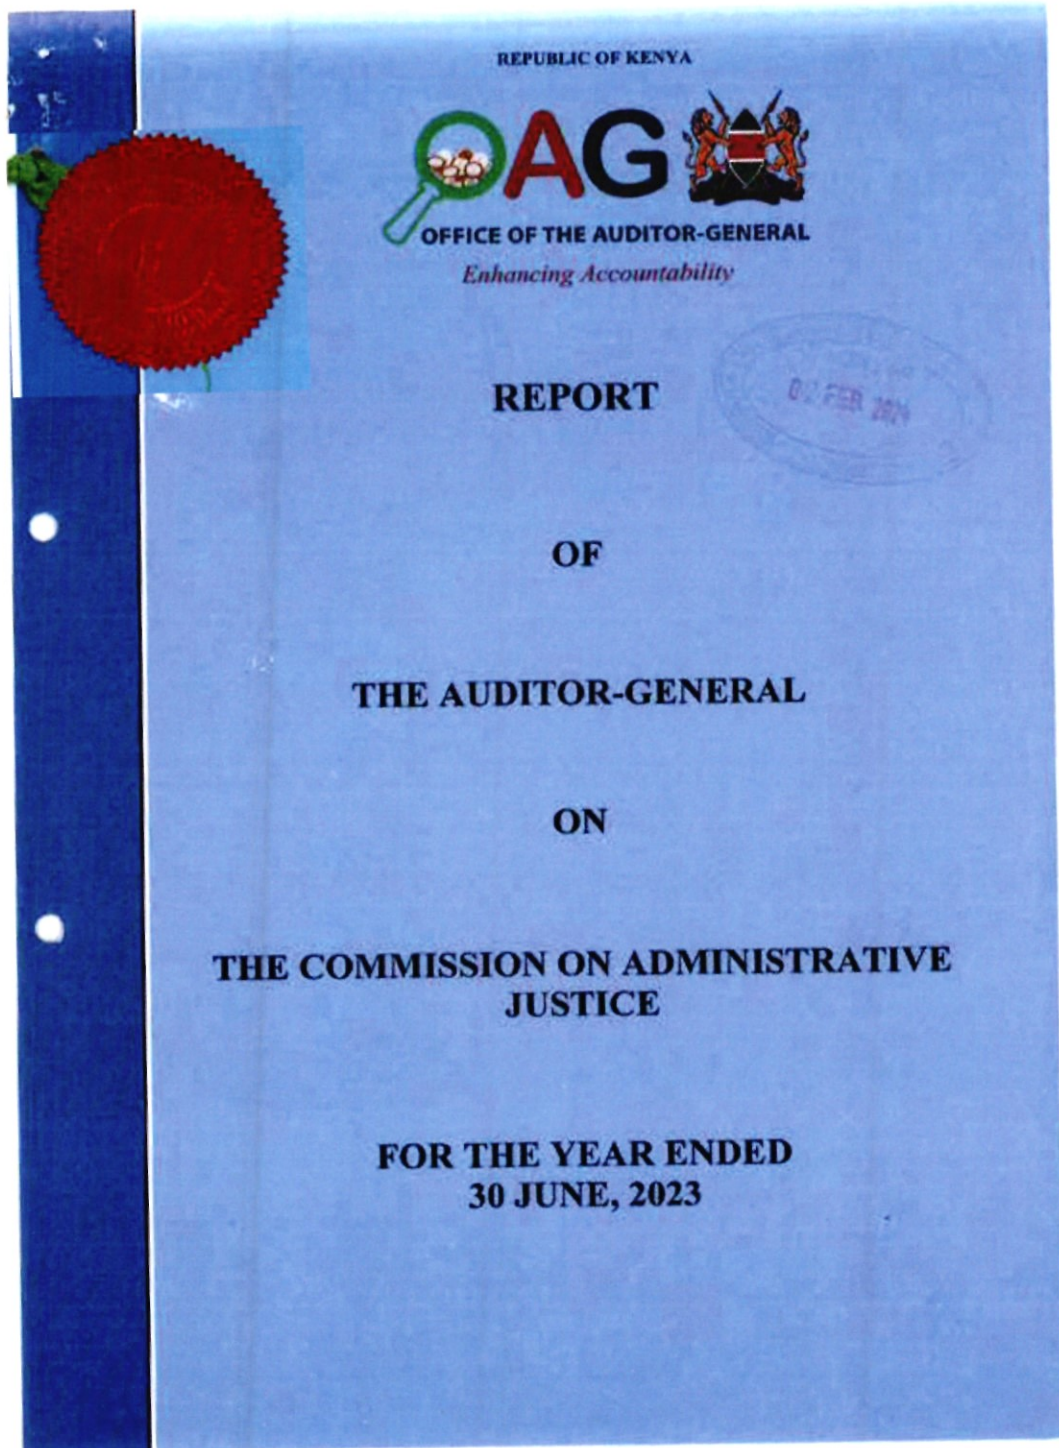 REPUBLIC OF KENYA
OAG
OFFICE OF THE AUDITOR-GENERAL
Enhancing Accountability
REPORT
FEB
OF
THE AUDITOR-GENERAL
ON
THE COMMISSION ON ADMINISTRATIVE
JUSTICE
FOR THE YEAR ENDED
30 JUNE, 2023